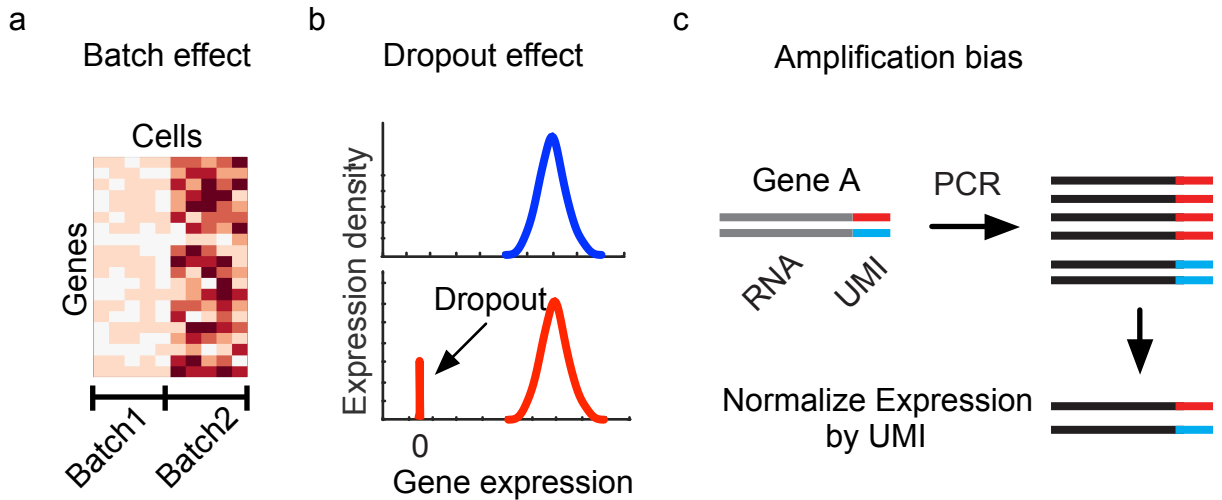 a
Batch effect
Cells
Genes
Batch1
Batch2
b
Dropout effect
Expression density
Dropout
0
Gene expression
c
Amplification bias
Gene A
PCR
RNA
UMI
Normalize Expression
by UMI